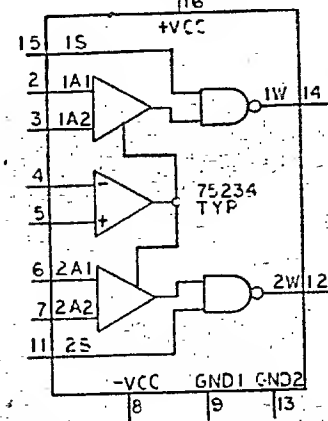 16
+VCC
15 1S
2 1A1
1W 14
3 1A2
4 -
75234
TYP
5 +
6 2A1
2W 12
7 2A2
11 2S
-VCC GND1 GND2
8 9 13